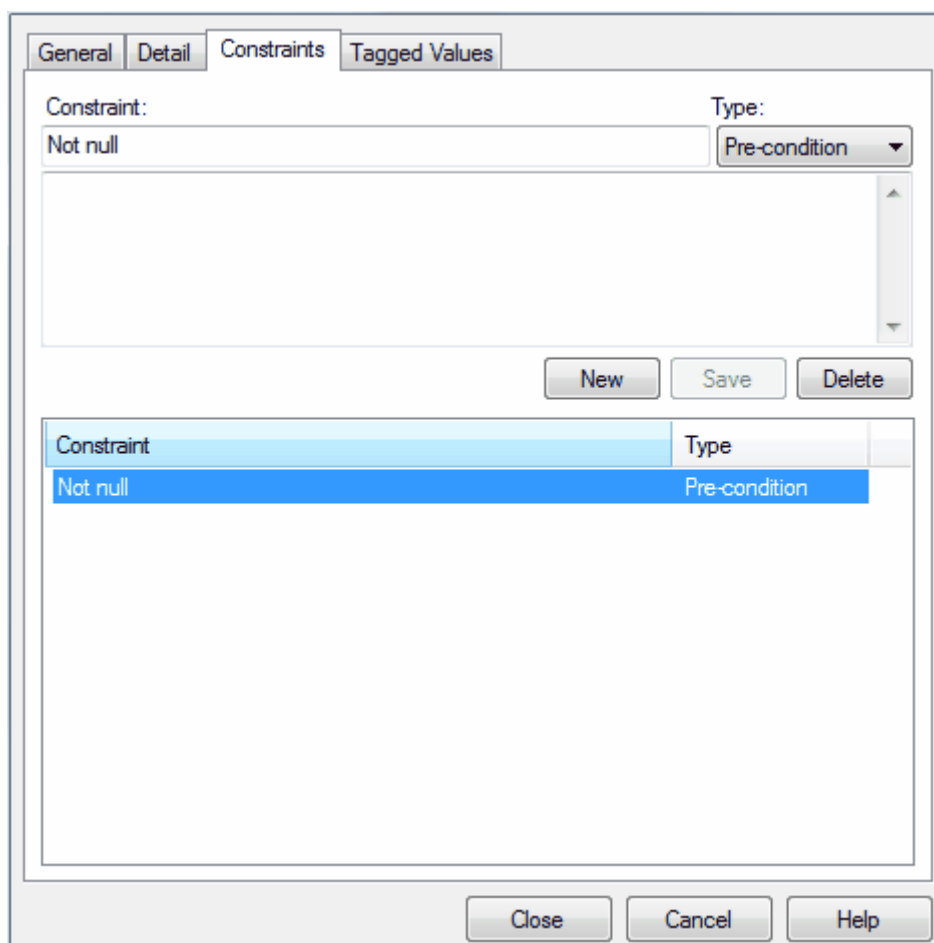 General Detail Constraints Tagged Values
Constraint: Type:
Not null Pre-condition
New Save Delete
Constraint Type
Not null Pre-condition
Close Cancel Help